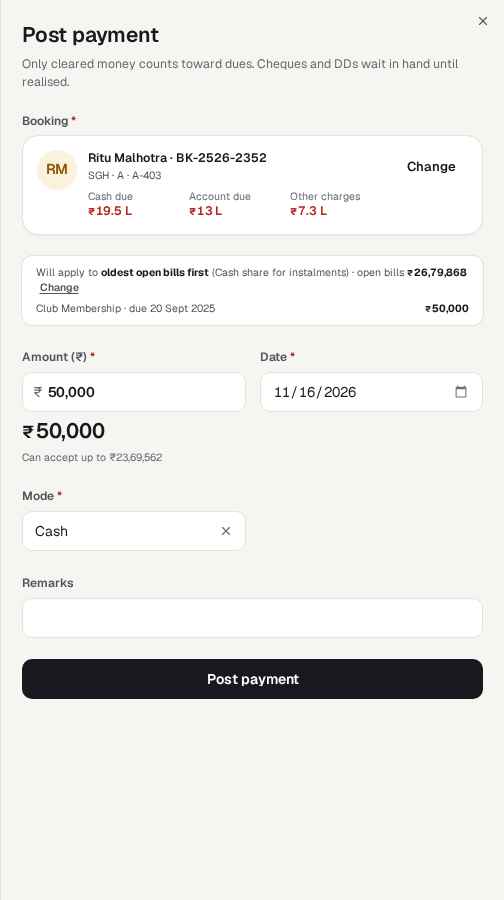 Post payment
Only cleared money counts toward dues. Cheques and DDs wait in hand until
realised.
Booking *
RM
Ritu Malhotra · BK-2526-2352
SGH · A · A-403
Change
Cash due
Account due
Other charges
₹19.5 L
₹13 L
₹7.3 L
Will apply to oldest open bills first (Cash share for instalments) · open bills ₹26,79,868
Change
Club Membership · due 20 Sept 2025
₹50,000
Amount (₹) *
Date *
₹ 50,000
11/16/2026
₹50,000
Can accept up to ₹23,69,562
Mode *
Cash
Remarks
Post payment